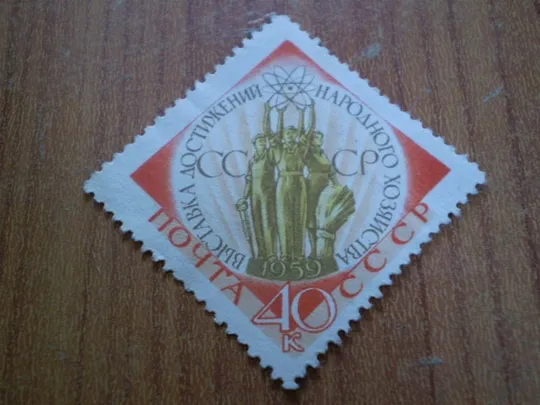 ВЫСТАВКА ДОСТИЖЕНИЙ НАРОДНОГО ХОЗЯЙСТВА
СССР
1959
ПОЧТА СССР
40
К